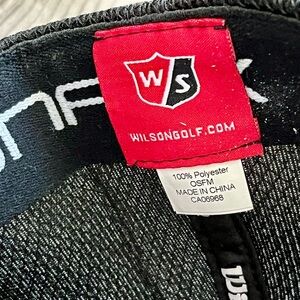 W S
WILSONGOLF.COM
100% Polyester
OSFM
MADE IN CHINA
CA06968